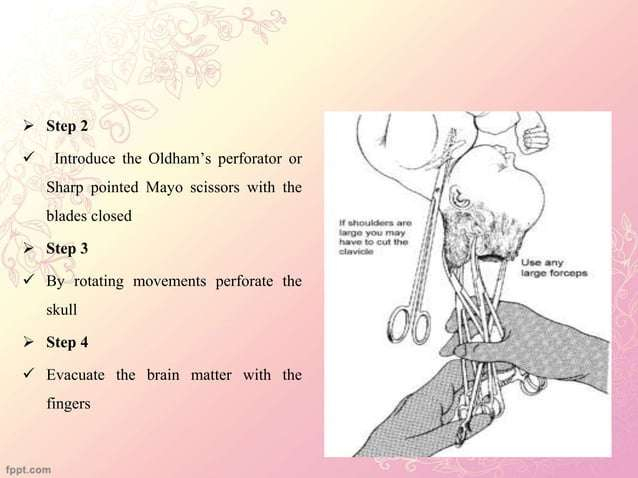 ➢ Step 2
✓ Introduce the Oldham’s perforator or
Sharp pointed Mayo scissors with the
blades closed
➢ Step 3
✓ By rotating movements perforate the
skull
➢ Step 4
✓ Evacuate the brain matter with the
fingers
If shoulders are
large you may
have to cut the
clavicle
Use any
large forceps
fppt.com